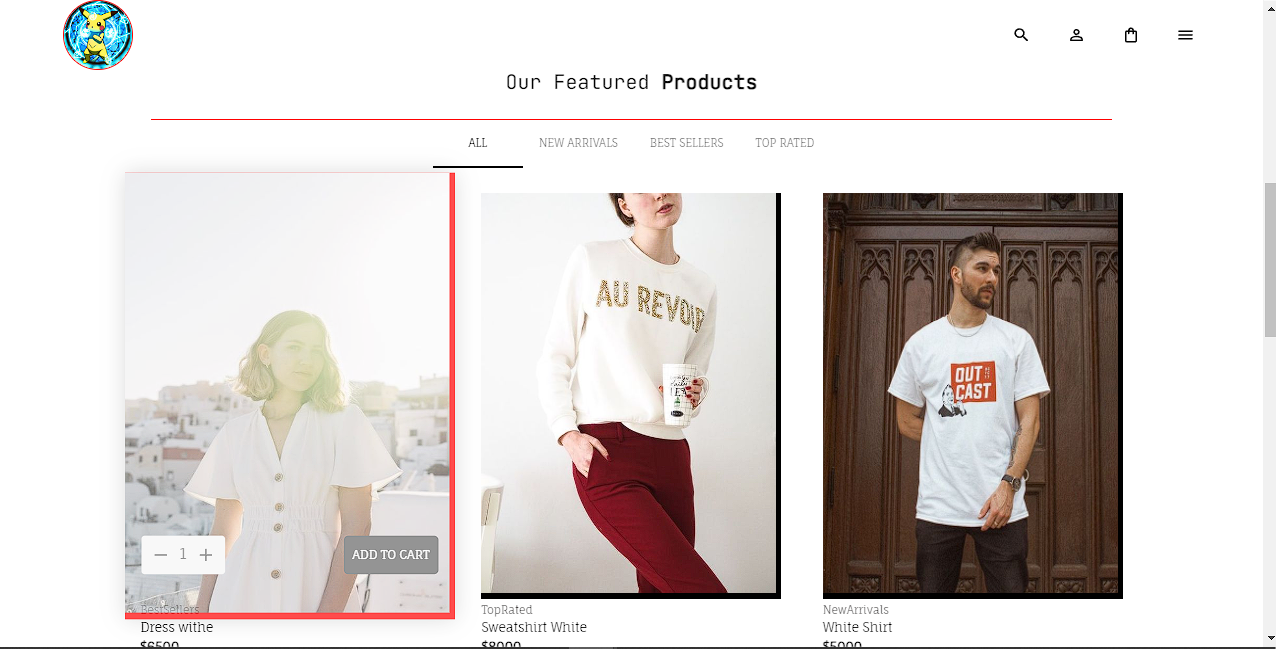 Our Featured Products
ALL
NEW ARRIVALS
BEST SELLERS
TOP RATED
AU REVOIR
OUT
CAST
1
ADD TO CART
BestSellers
TopRated
NewArrivals
Dress withe
Sweatshirt White
White Shirt
$6500
$8000
$5000